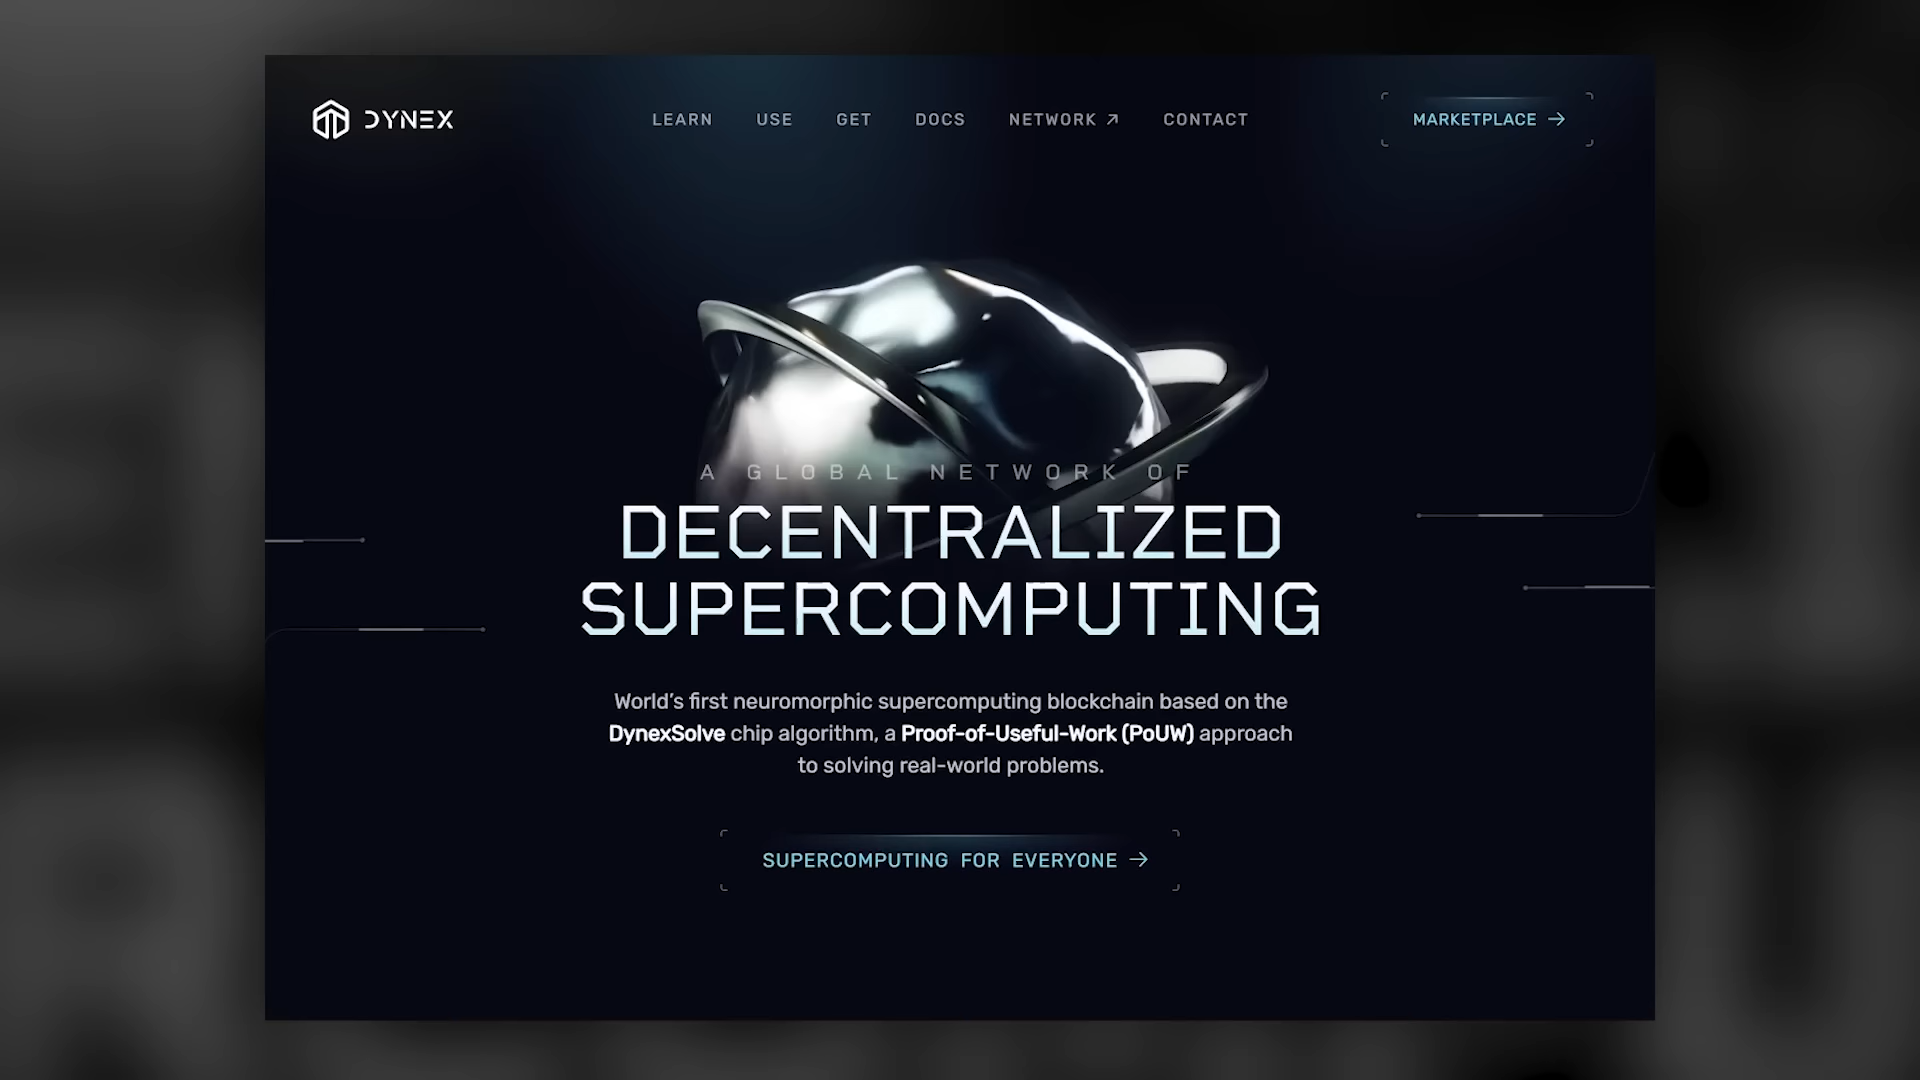 DYNEX
LEARN USE GET DOCS NETWORK CONTACT
MARKETPLACE
A GLOBAL NETWORK OF
DECENTRALIZED
SUPERCOMPUTING
World's first neuromorphic supercomputing blockchain based on the
DynexSolve chip algorithm, a Proof-of-Useful-Work (PoUW) approach
to solving real-world problems.
SUPERCOMPUTING FOR EVERYONE